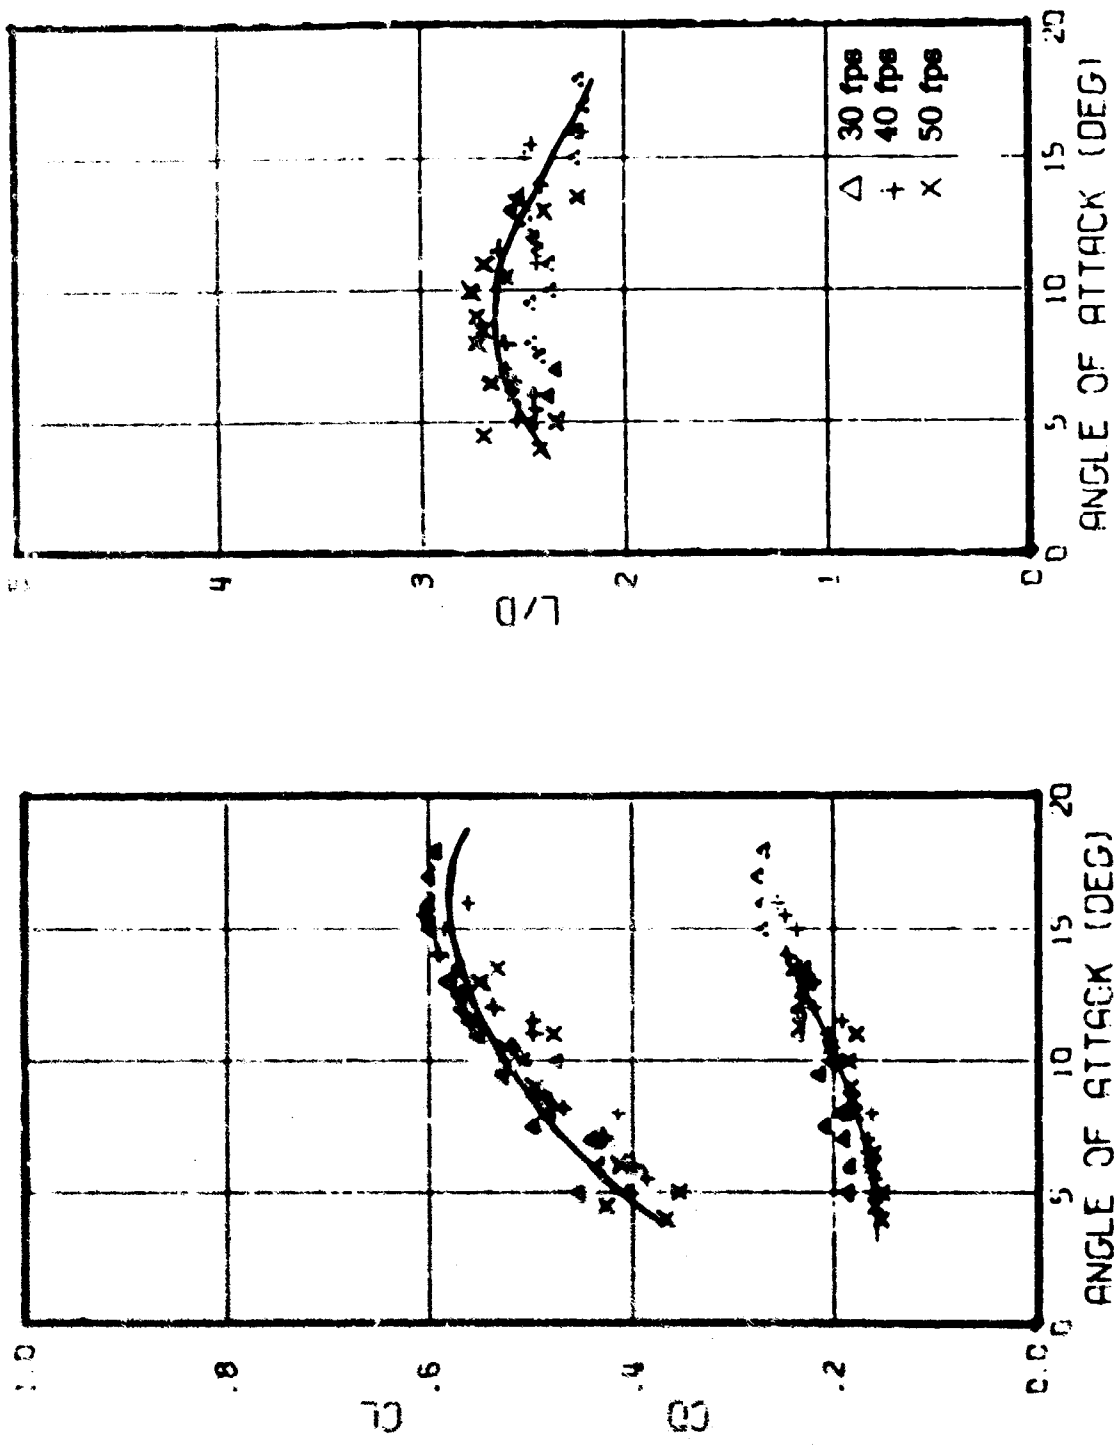 1.0
.8
.6
.4
.2
0.0
CL
CD
0 5 10 15 20
ANGLE OF ATTACK (DEG)
5
4
3
2
1
0
L/D
0 5 10 15 20
ANGLE OF ATTACK (DEG)
△ 30 fps
+ 40 fps
× 50 fps